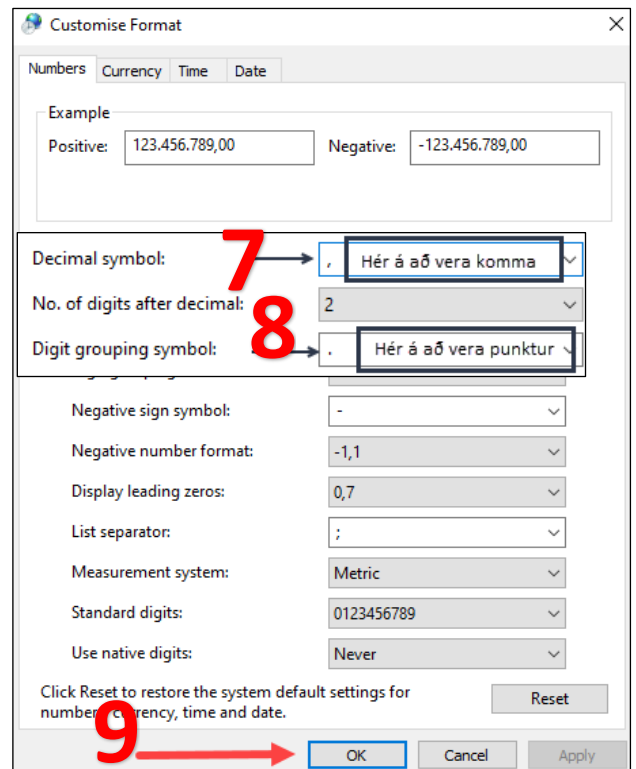 Customise Format
Numbers Currency Time Date
Example
Positive: 123.456.789,00 Negative: -123.456.789,00
7
Decimal symbol: , Hér á að vera komma
No. of digits after decimal: 2
8
Digit grouping symbol: . Hér á að vera punktur
Negative sign symbol: -
Negative number format: -1,1
Display leading zeros: 0,7
List separator: ;
Measurement system: Metric
Standard digits: 0123456789
Use native digits: Never
Click Reset to restore the system default settings for
currency, time and date.
Reset
9
OK Cancel Apply